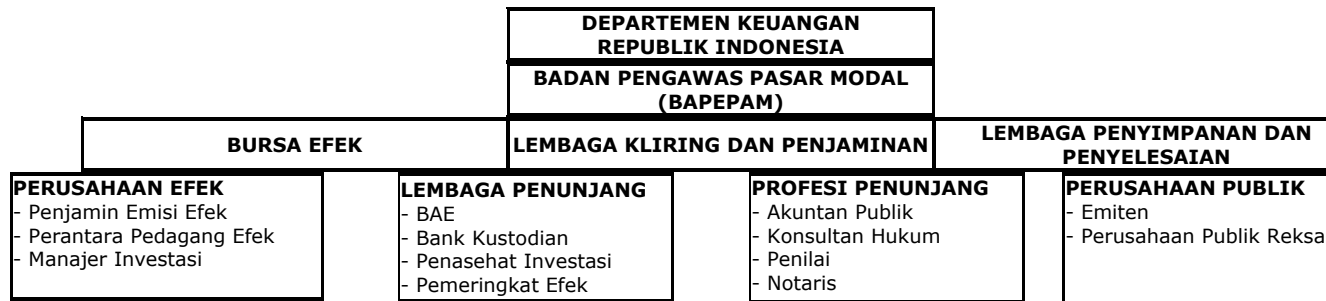 DEPARTEMEN KEUANGAN
REPUBLIK INDONESIA
BADAN PENGAWAS PASAR MODAL
(BAPEPAM)
BURSA EFEK
LEMBAGA KLIRING DAN PENJAMINAN
LEMBAGA PENYIMPANAN DAN
PENYELESAIAN
PERUSAHAAN EFEK
- Penjamin Emisi Efek
- Perantara Pedagang Efek
- Manajer Investasi
LEMBAGA PENUNJANG
- BAE
- Bank Kustodian
- Penasehat Investasi
- Pemeringkat Efek
PROFESI PENUNJANG
- Akuntan Publik
- Konsultan Hukum
- Penilai
- Notaris
PERUSAHAAN PUBLIK
- Emiten
- Perusahaan Publik Reksa